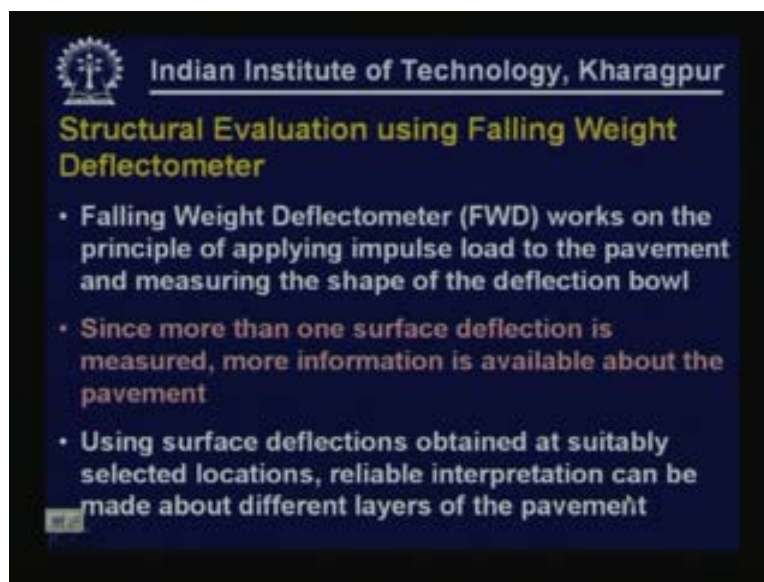 Indian Institute of Technology, Kharagpur
Structural Evaluation using Falling Weight
Deflectometer
• Falling Weight Deflectometer (FWD) works on the
principle of applying impulse load to the pavement
and measuring the shape of the deflection bowl
• Since more than one surface deflection is
measured, more information is available about the
pavement
• Using surface deflections obtained at suitably
selected locations, reliable interpretation can be
made about different layers of the pavement